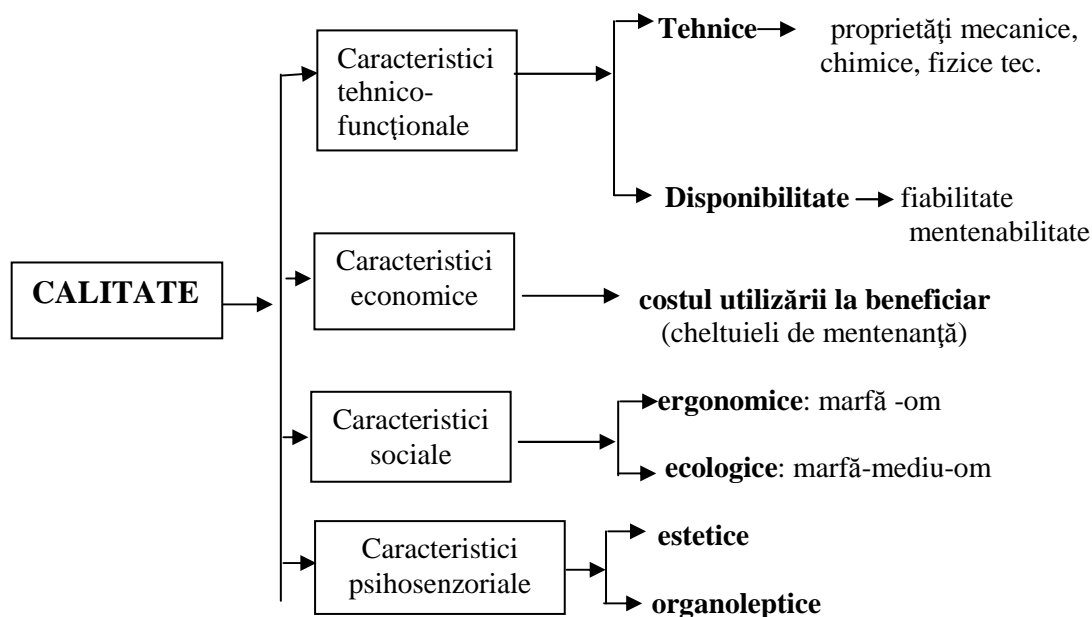 CALITATE
Caracteristici
tehnico-
funcţionale
Tehnice
proprietăţi mecanice,
chimice, fizice tec.
Disponibilitate
fiabilitate
mentenabilitate
Caracteristici
economice
costul utilizării la beneficiar
(cheltuieli de mentenanţă)
Caracteristici
sociale
ergonomice: marfă -om
ecologice: marfă-mediu-om
Caracteristici
psihosenzoriale
estetice
organoleptice